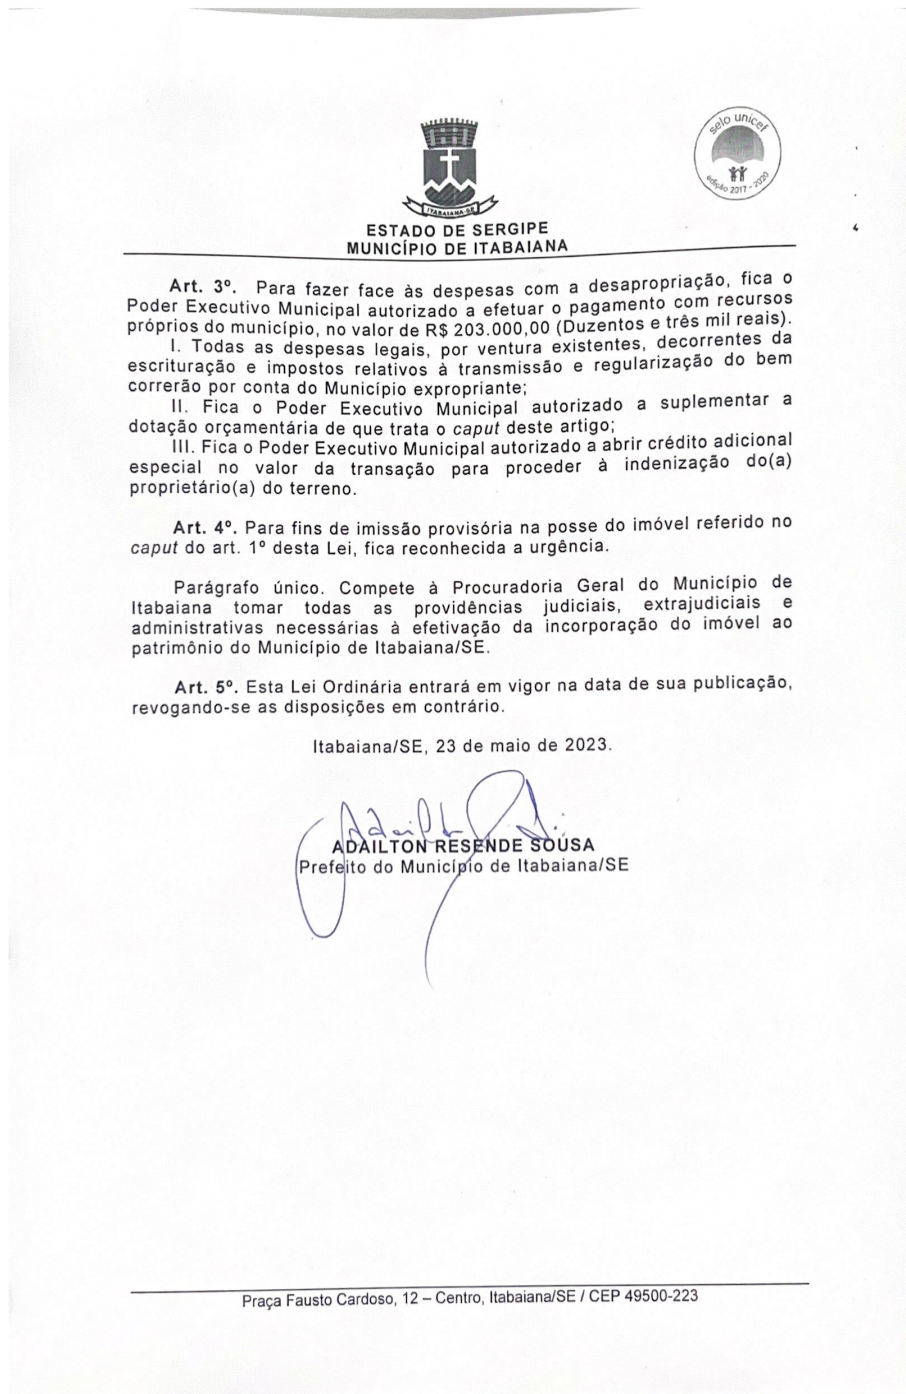 selo unicef
edição 2017 - 2020
ITABAIANA-SE
ESTADO DE SERGIPE
MUNICÍPIO DE ITABAIANA
Art. 3º. Para fazer face às despesas com a desapropriação, fica o
Poder Executivo Municipal autorizado a efetuar o pagamento com recursos
próprios do município, no valor de R$ 203.000,00 (Duzentos e três mil reais).
I. Todas as despesas legais, por ventura existentes, decorrentes da
escrituração e impostos relativos à transmissão e regularização do bem
correrão por conta do Município expropriante;
II. Fica o Poder Executivo Municipal autorizado a suplementar a
dotação orçamentária de que trata o caput deste artigo;
III. Fica o Poder Executivo Municipal autorizado a abrir crédito adicional
especial no valor da transação para proceder à indenização do(a)
proprietário(a) do terreno.
Art. 4º. Para fins de imissão provisória na posse do imóvel referido no
caput do art. 1º desta Lei, fica reconhecida a urgência.
Parágrafo único. Compete à Procuradoria Geral do Município de
Itabaiana tomar todas as providências judiciais, extrajudiciais e
administrativas necessárias à efetivação da incorporação do imóvel ao
patrimônio do Município de Itabaiana/SE.
Art. 5º. Esta Lei Ordinária entrará em vigor na data de sua publicação,
revogando-se as disposições em contrário.
Itabaiana/SE, 23 de maio de 2023.
ADAILTON RESENDE SOUSA
Prefeito do Município de Itabaiana/SE
Praça Fausto Cardoso, 12 – Centro, Itabaiana/SE / CEP 49500-223